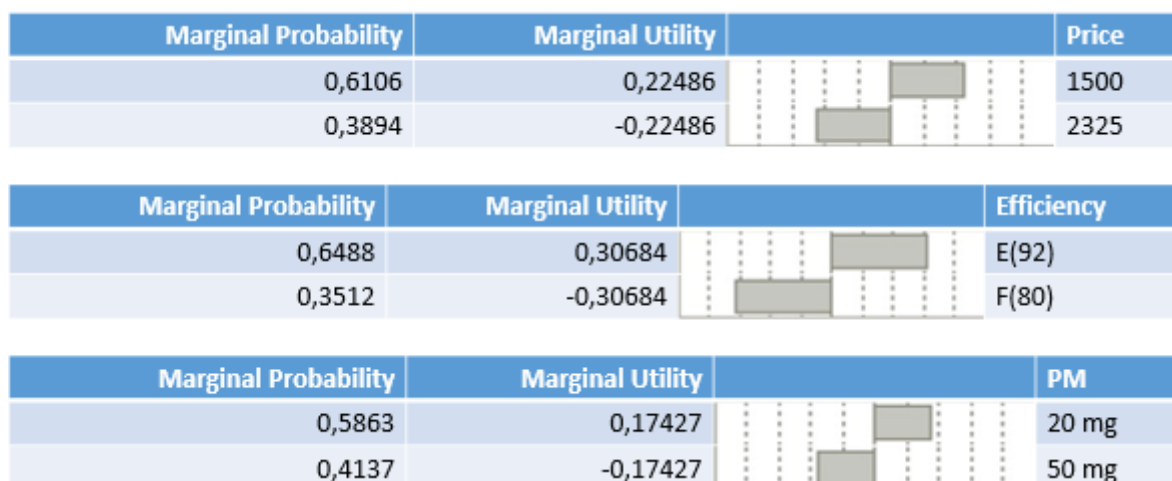 Marginal Probability Marginal Utility Price
0,6106 0,22486 1500
0,3894 -0,22486 2325
Marginal Probability Marginal Utility Efficiency
0,6488 0,30684 E(92)
0,3512 -0,30684 F(80)
Marginal Probability Marginal Utility PM
0,5863 0,17427 20 mg
0,4137 -0,17427 50 mg